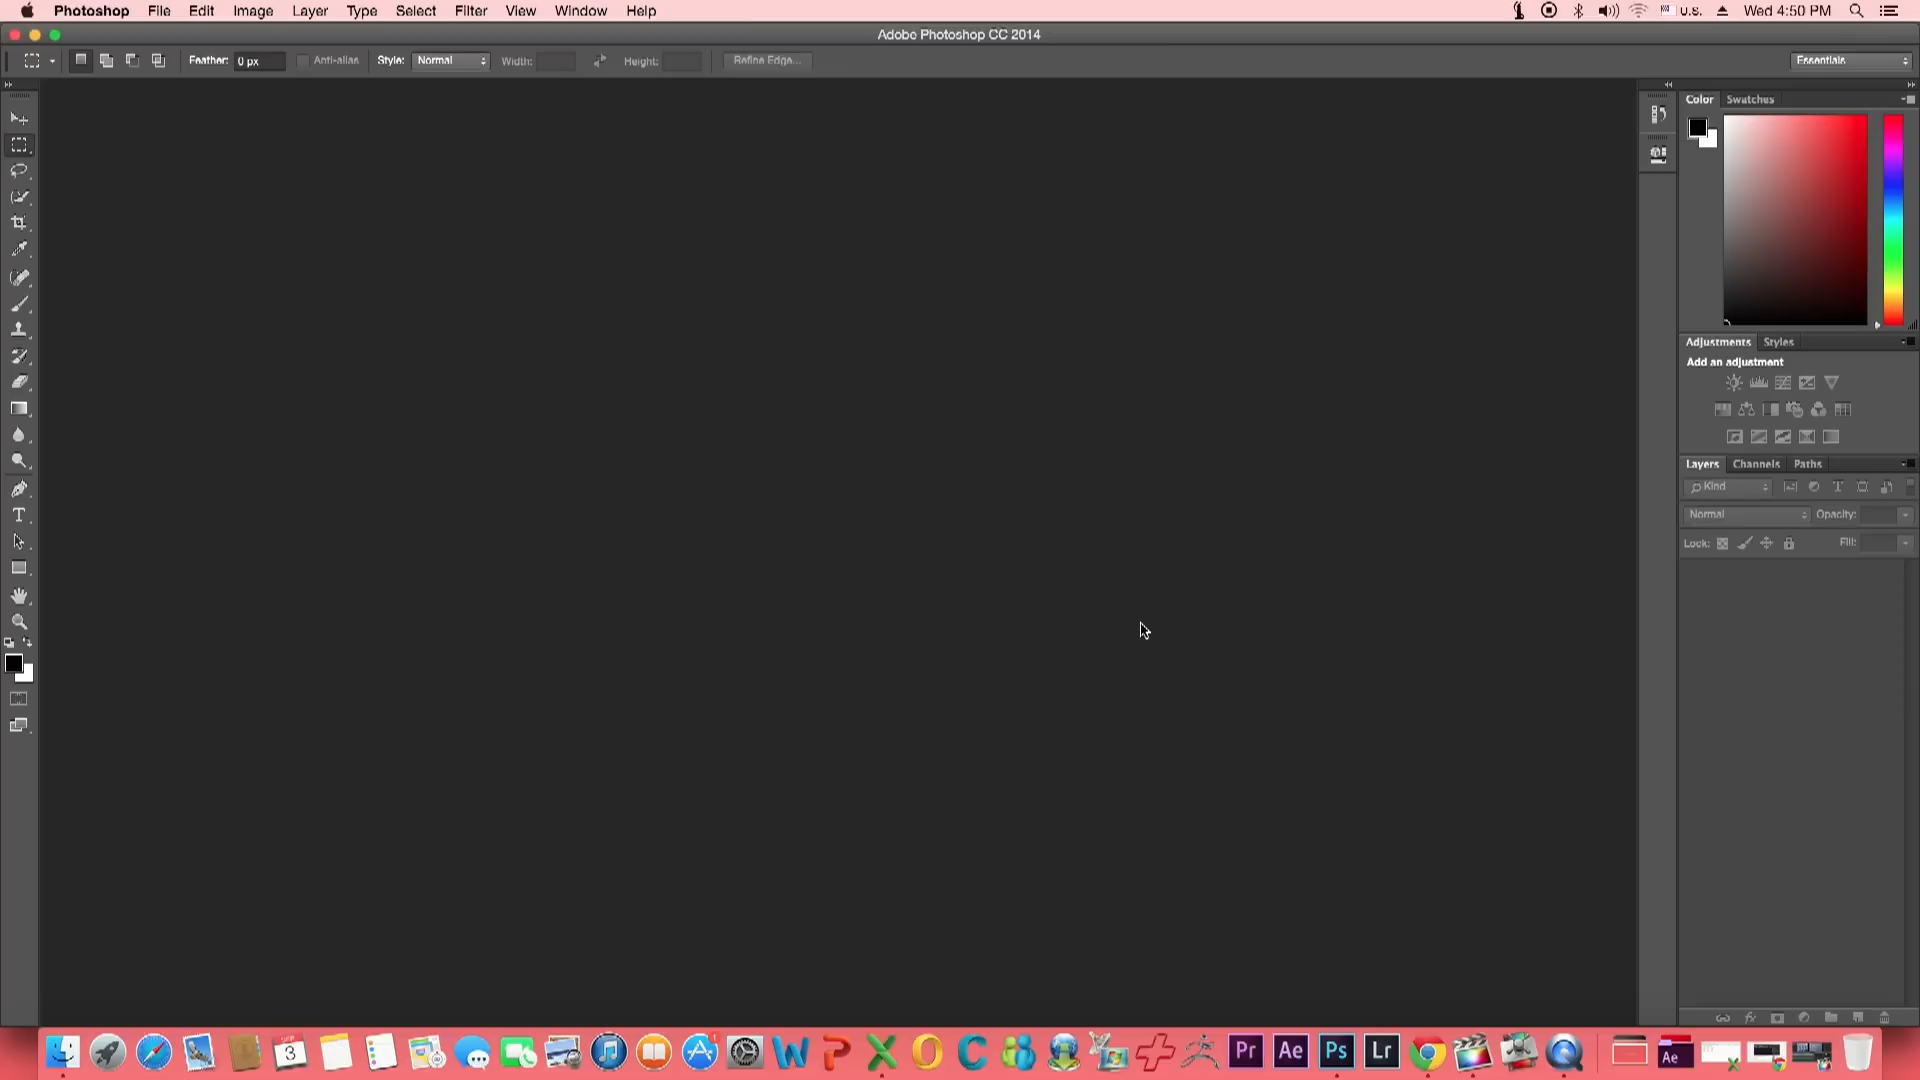 Photoshop File Edit Image Layer Type Select Filter View Window Help U.S. Wed 4:50 PM
Adobe Photoshop CC 2014
Feather: 0 px Anti-alias Style: Normal Width: Height: Refine Edge... Essentials
Color Swatches
Adjustments Styles
Add an adjustment
Layers Channels Paths
Kind T
Normal Opacity:
Lock: Fill:
T
3
W P X O C Pr Ae Ps Lr Ae